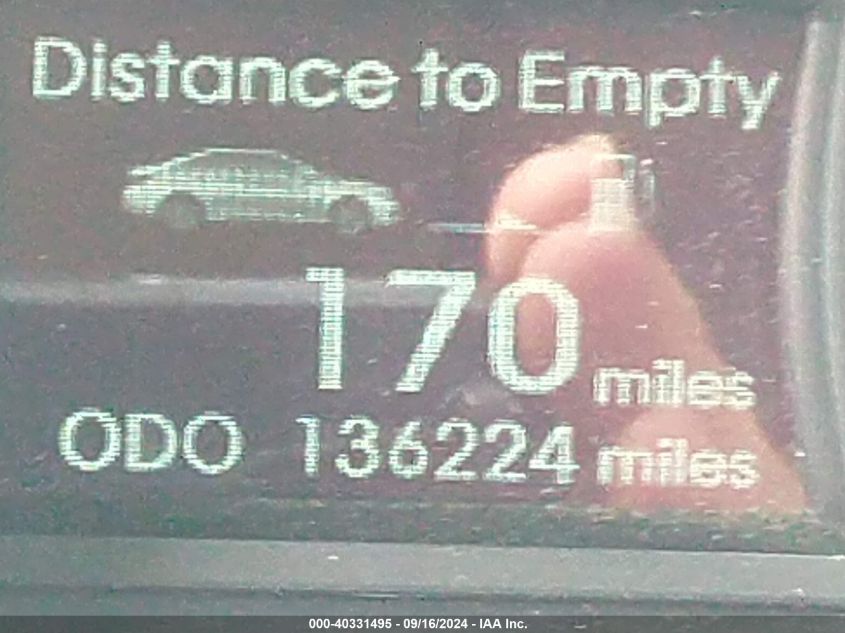 Distance to Empty
170 miles
ODO 136224 miles
000-40331495 - 09/16/2024 - IAA Inc.